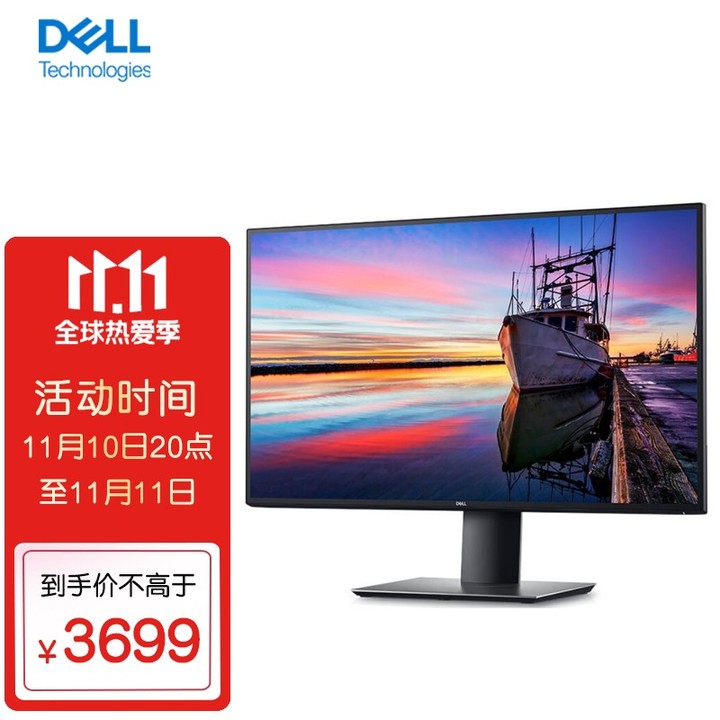 DELL
Technologies
11.11
全球热爱季
活动时间
11月10日20点
至11月11日
到手价不高于
¥3699
DELL